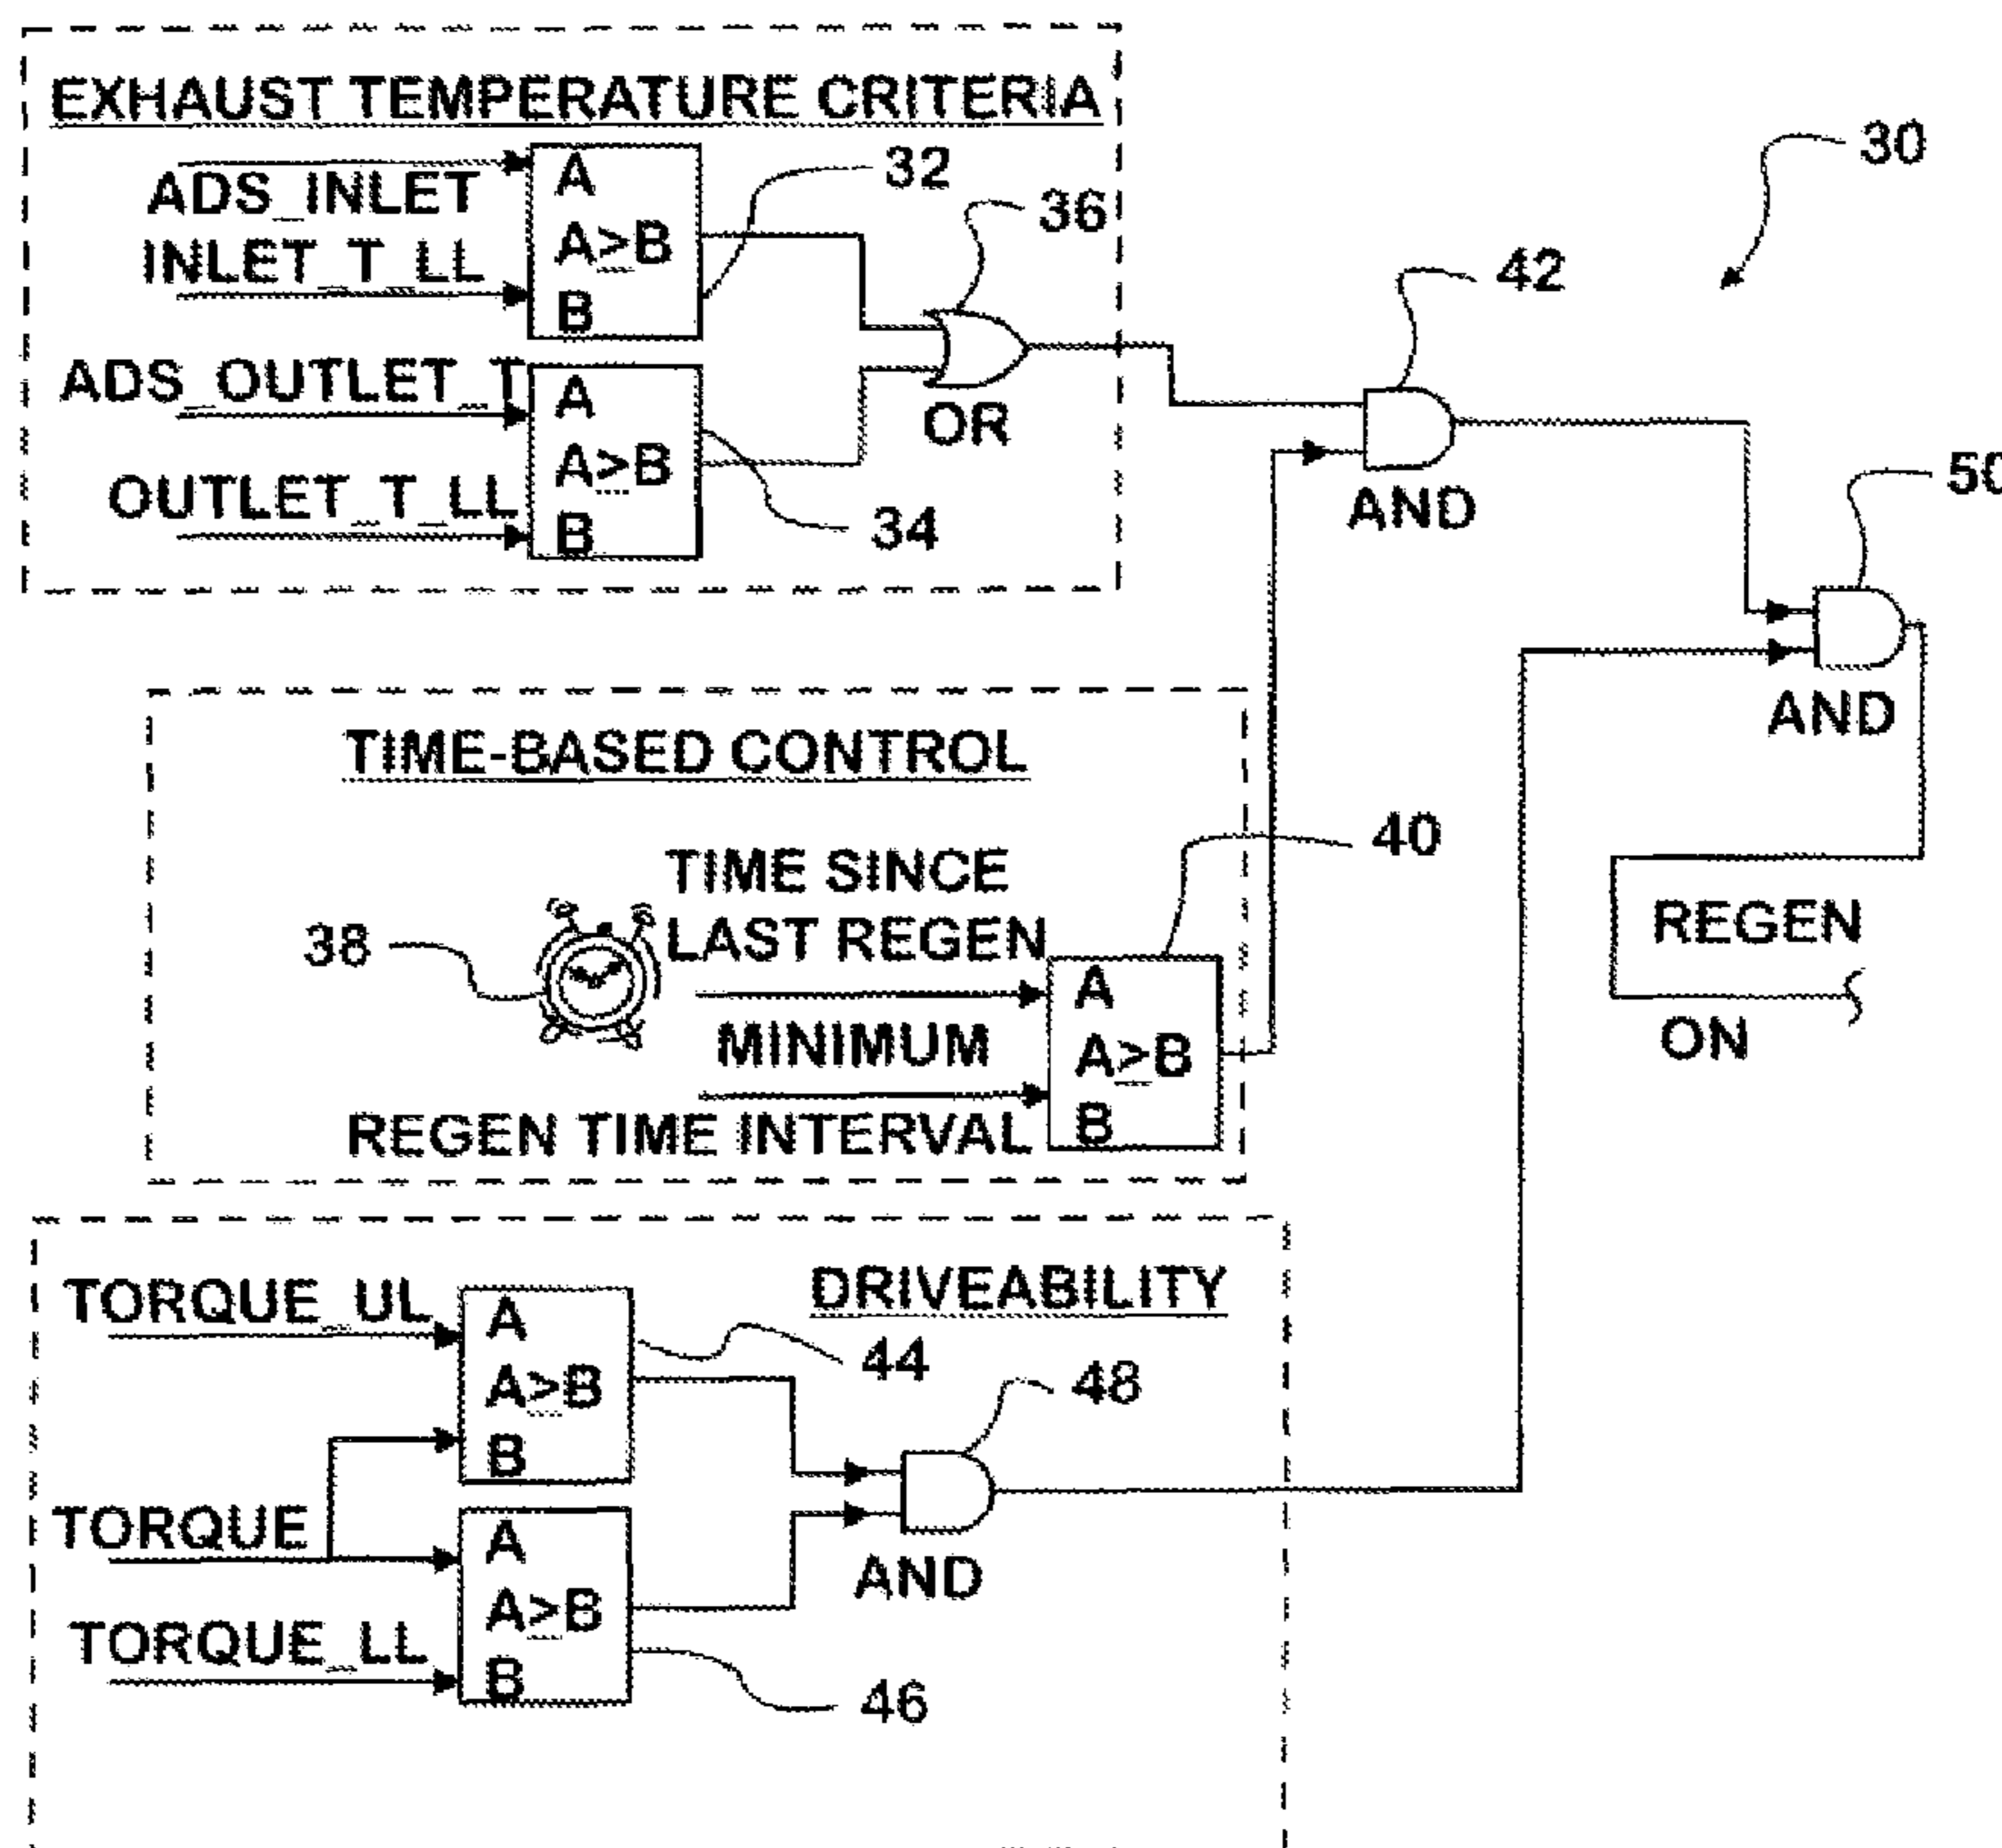 EXHAUST TEMPERATURE CRITERIA
ADS_INLET
INLET_T_LL
A
A≥B
B
32
36
OR
ADS_OUTLET_T
OUTLET_T_LL
A
A≥B
B
34
30
42
AND
50
AND
REGEN
ON
TIME-BASED CONTROL
38
TIME SINCE
LAST REGEN
MINIMUM
REGEN TIME INTERVAL
A
A≥B
B
40
DRIVEABILITY
TORQUE_UL
A
A≥B
B
44
48
AND
TORQUE
TORQUE_LL
A
A≥B
B
46